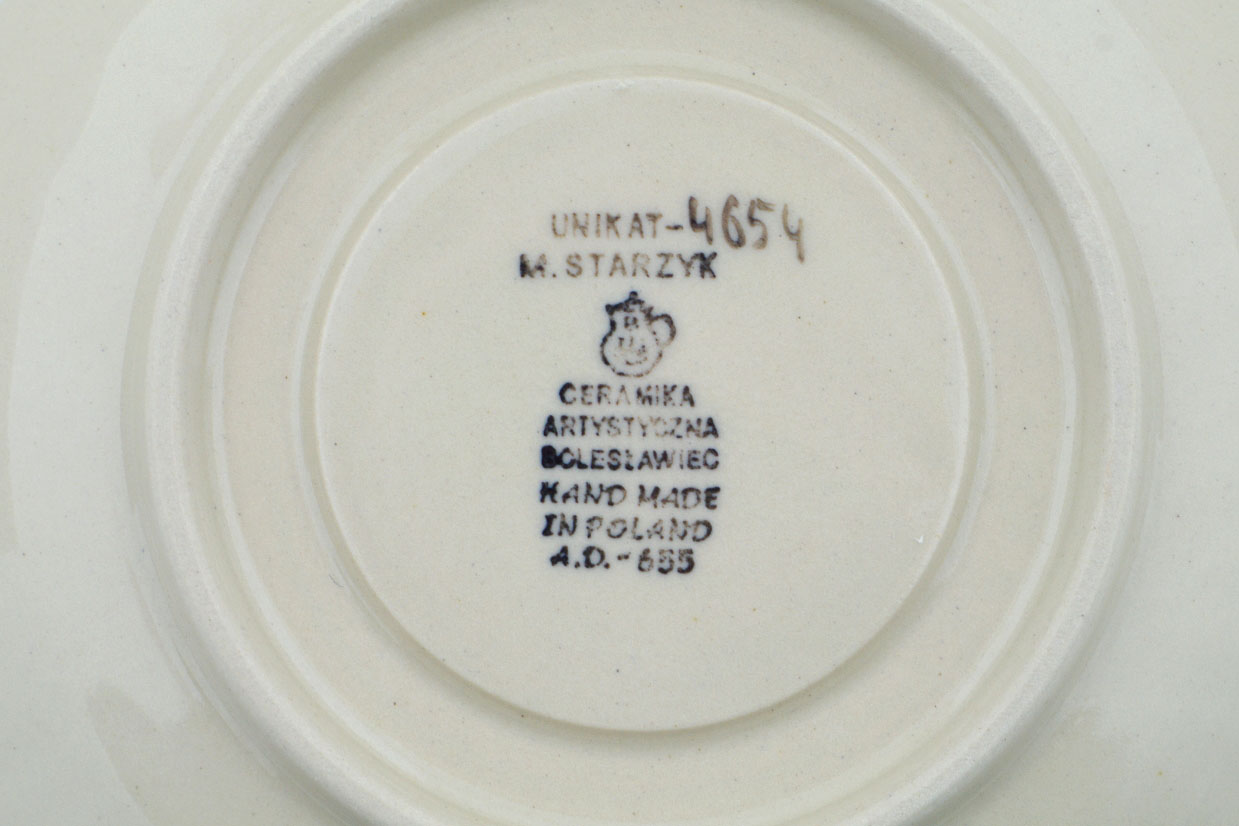 UNIKAT-4654
M. STARZYK
CERAMIKA
ARTYSTYCZNA
BOLESŁAWIEC
HAND MADE
IN POLAND
A.D.-655